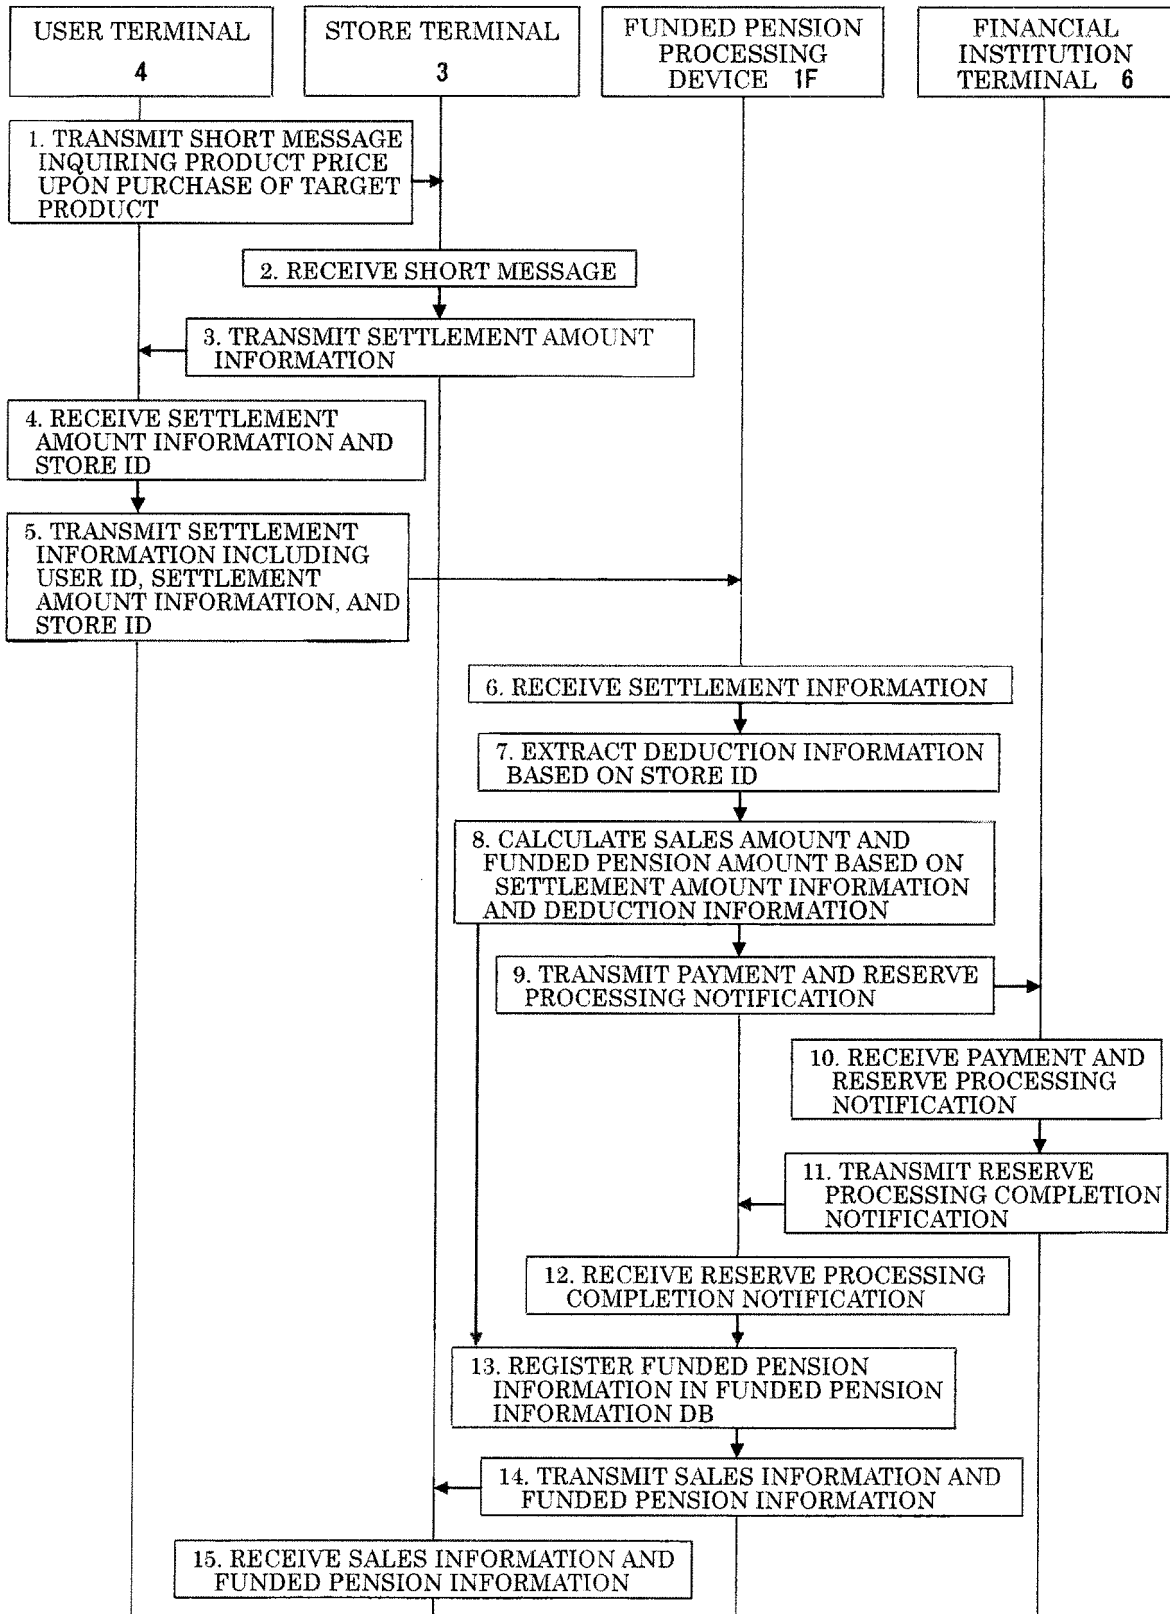 USER TERMINAL
4
STORE TERMINAL
3
FUNDED PENSION
PROCESSING
DEVICE 1F
FINANCIAL
INSTITUTION
TERMINAL 6
1. TRANSMIT SHORT MESSAGE
INQUIRING PRODUCT PRICE
UPON PURCHASE OF TARGET
PRODUCT
2. RECEIVE SHORT MESSAGE
3. TRANSMIT SETTLEMENT AMOUNT
INFORMATION
4. RECEIVE SETTLEMENT
AMOUNT INFORMATION AND
STORE ID
5. TRANSMIT SETTLEMENT
INFORMATION INCLUDING
USER ID, SETTLEMENT
AMOUNT INFORMATION, AND
STORE ID
6. RECEIVE SETTLEMENT INFORMATION
7. EXTRACT DEDUCTION INFORMATION
BASED ON STORE ID
8. CALCULATE SALES AMOUNT AND
FUNDED PENSION AMOUNT BASED ON
SETTLEMENT AMOUNT INFORMATION
AND DEDUCTION INFORMATION
9. TRANSMIT PAYMENT AND RESERVE
PROCESSING NOTIFICATION
10. RECEIVE PAYMENT AND
RESERVE PROCESSING
NOTIFICATION
11. TRANSMIT RESERVE
PROCESSING COMPLETION
NOTIFICATION
12. RECEIVE RESERVE PROCESSING
COMPLETION NOTIFICATION
13. REGISTER FUNDED PENSION
INFORMATION IN FUNDED PENSION
INFORMATION DB
14. TRANSMIT SALES INFORMATION AND
FUNDED PENSION INFORMATION
15. RECEIVE SALES INFORMATION AND
FUNDED PENSION INFORMATION